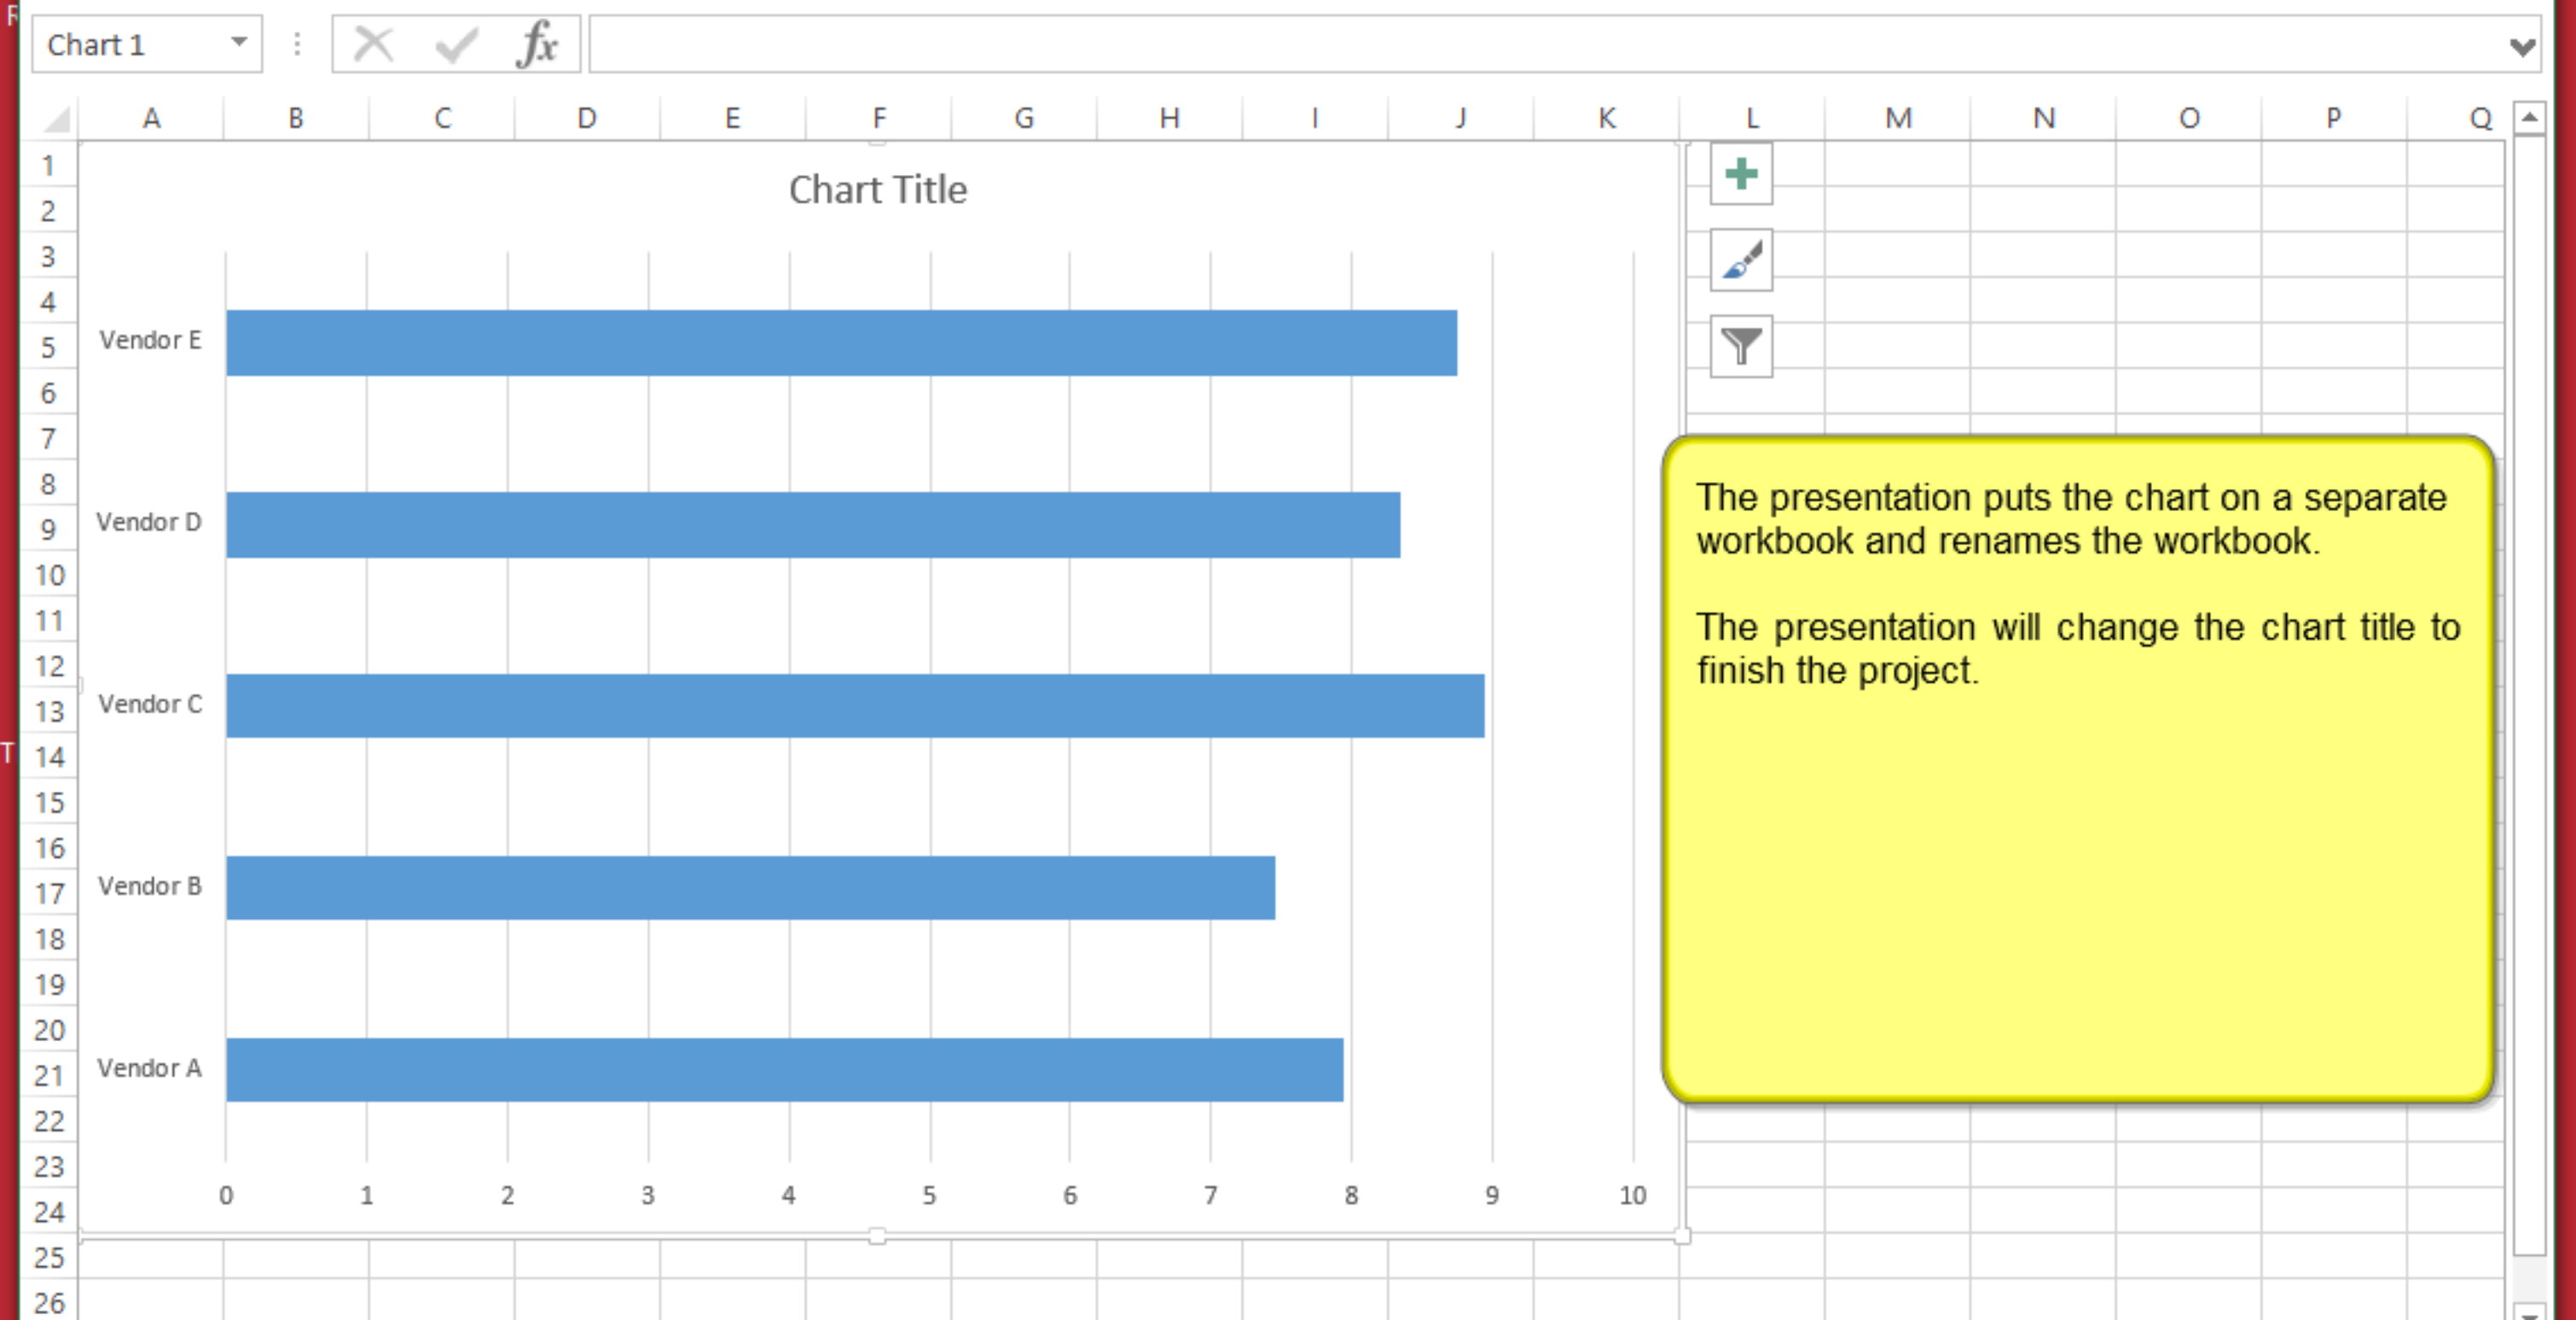 R
Chart 1
fx
A B C D E F G H I J K L M N O P Q
1
2
3
4
5
6
7
8
9
10
11
12
13
14
15
16
17
18
19
20
21
22
23
24
25
26
Chart Title
Vendor E
Vendor D
Vendor C
Vendor B
Vendor A
0 1 2 3 4 5 6 7 8 9 10
The presentation puts the chart on a separate
workbook and renames the workbook.
The presentation will change the chart title to
finish the project.
T